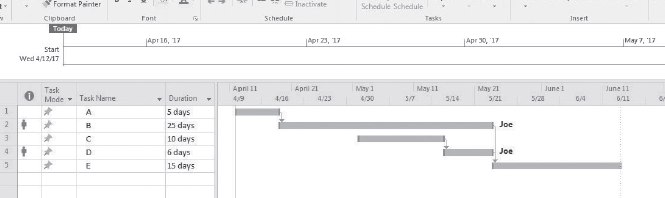 Format Painter
Inactivate
Schedule Schedule
Clipboard Font Schedule Tasks Insert
Today
Apr 16, '17 Apr 23, '17 Apr 30, '17 May 7, '17
Start
Wed 4/12/17
Task Mode Task Name Duration
April 11 April 21 May 1 May 11 May 21 June 1 June 11
4/9 4/16 4/23 4/30 5/7 5/14 5/21 5/28 6/4 6/11 6/
1 A 5 days
2 B 25 days Joe
3 C 10 days
4 D 6 days Joe
5 E 15 days